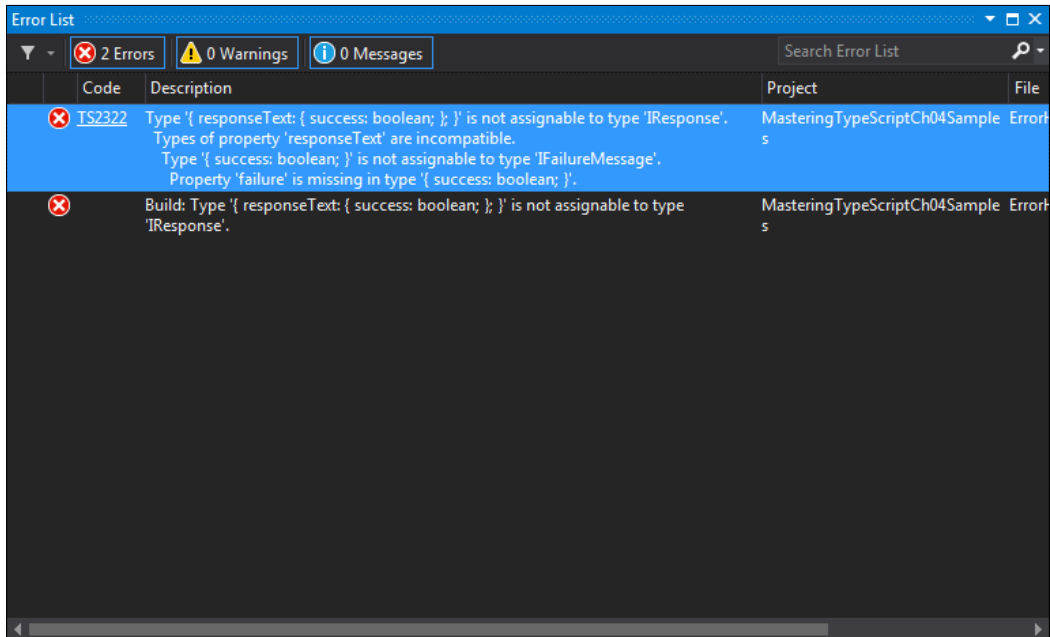 Error List
2 Errors
0 Warnings
0 Messages
Search Error List
Code
Description
Project
File
TS2322
Type '{ responseText: { success: boolean; }; }' is not assignable to type 'IResponse'.
Types of property 'responseText' are incompatible.
Type '{ success: boolean; }' is not assignable to type 'IFailureMessage'.
Property 'failure' is missing in type '{ success: boolean; }'.
MasteringTypeScriptCh04Sample
s
Build: Type '{ responseText: { success: boolean; }; }' is not assignable to type
'IResponse'.
MasteringTypeScriptCh04Sample
s